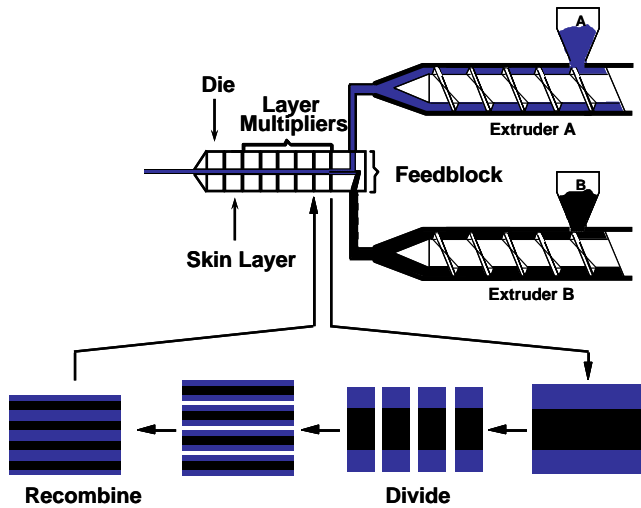 A
Die
Layer
Multipliers
Extruder A
Feedblock
B
Skin Layer
Extruder B
Recombine
Divide